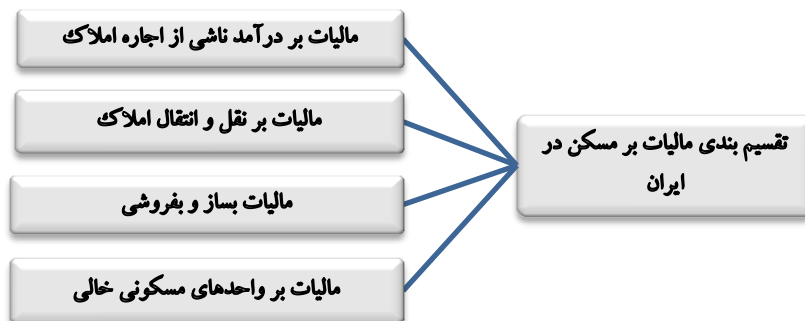 تقسیم بندی مالیات بر مسکن در
ایران
مالیات بر درآمد ناشی از اجاره املاک
مالیات بر نقل و انتقال املاک
مالیات بساز و بفروشی
مالیات بر واحدهای مسکونی خالی